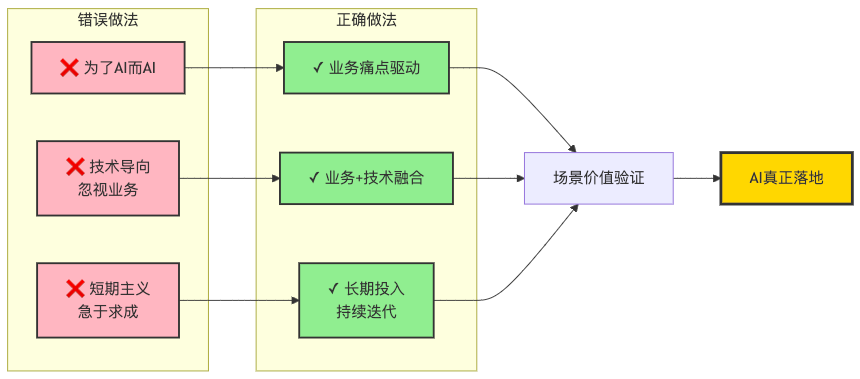 错误做法
❌ 为了AI而AI
❌ 技术导向
忽视业务
❌ 短期主义
急于求成
正确做法
✓ 业务痛点驱动
✓ 业务+技术融合
✓ 长期投入
持续迭代
场景价值验证
AI真正落地